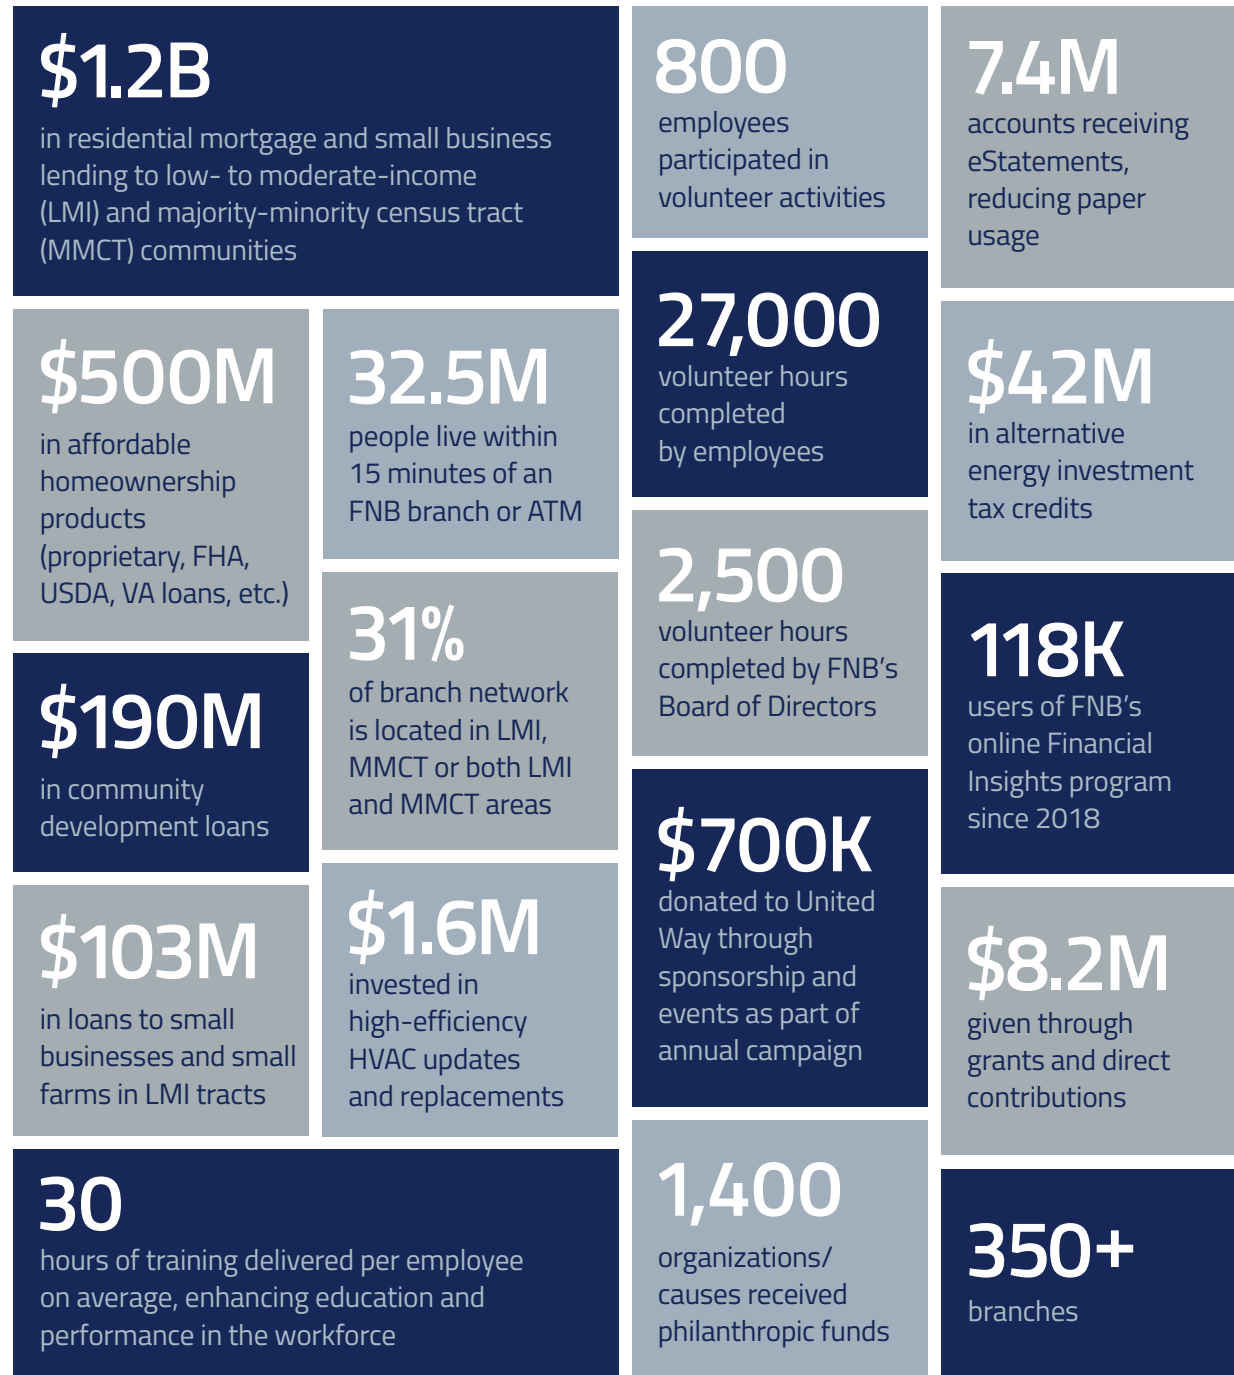 $1.2B
in residential mortgage and small business
lending to low- to moderate-income
(LMI) and majority-minority census tract
(MMCT) communities
$500M
in affordable
homeownership
products
(proprietary, FHA,
USDA, VA loans, etc.)
$190M
in community
development loans
$103M
in loans to small
businesses and small
farms in LMI tracts
32.5M
people live within
15 minutes of an
FNB branch or ATM
31%
of branch network
is located in LMI,
MMCT or both LMI
and MMCT areas
$1.6M
invested in
high-efficiency
HVAC updates
and replacements
30
hours of training delivered per employee
on average, enhancing education and
performance in the workforce
800
employees
participated in
volunteer activities
27,000
volunteer hours
completed
by employees
2,500
volunteer hours
completed by FNB's
Board of Directors
$700K
donated to United
Way through
sponsorship and
events as part of
annual campaign
1,400
organizations/
causes received
philanthropic funds
7.4M
accounts receiving
eStatements,
reducing paper
usage
$42M
in alternative
energy investment
tax credits
118K
users of FNB's
online Financial
Insights program
since 2018
$8.2M
given through
grants and direct
contributions
350+
branches